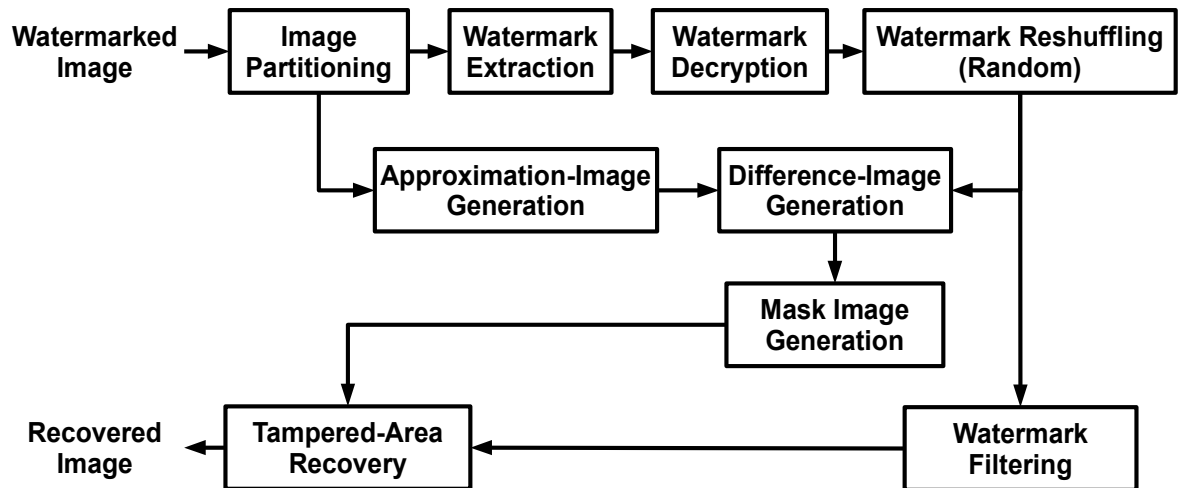 Watermarked
Image
Image
Partitioning
Watermark
Extraction
Watermark
Decryption
Watermark Reshuffling
(Random)
Approximation-Image
Generation
Difference-Image
Generation
Mask Image
Generation
Recovered
Image
Tampered-Area
Recovery
Watermark
Filtering